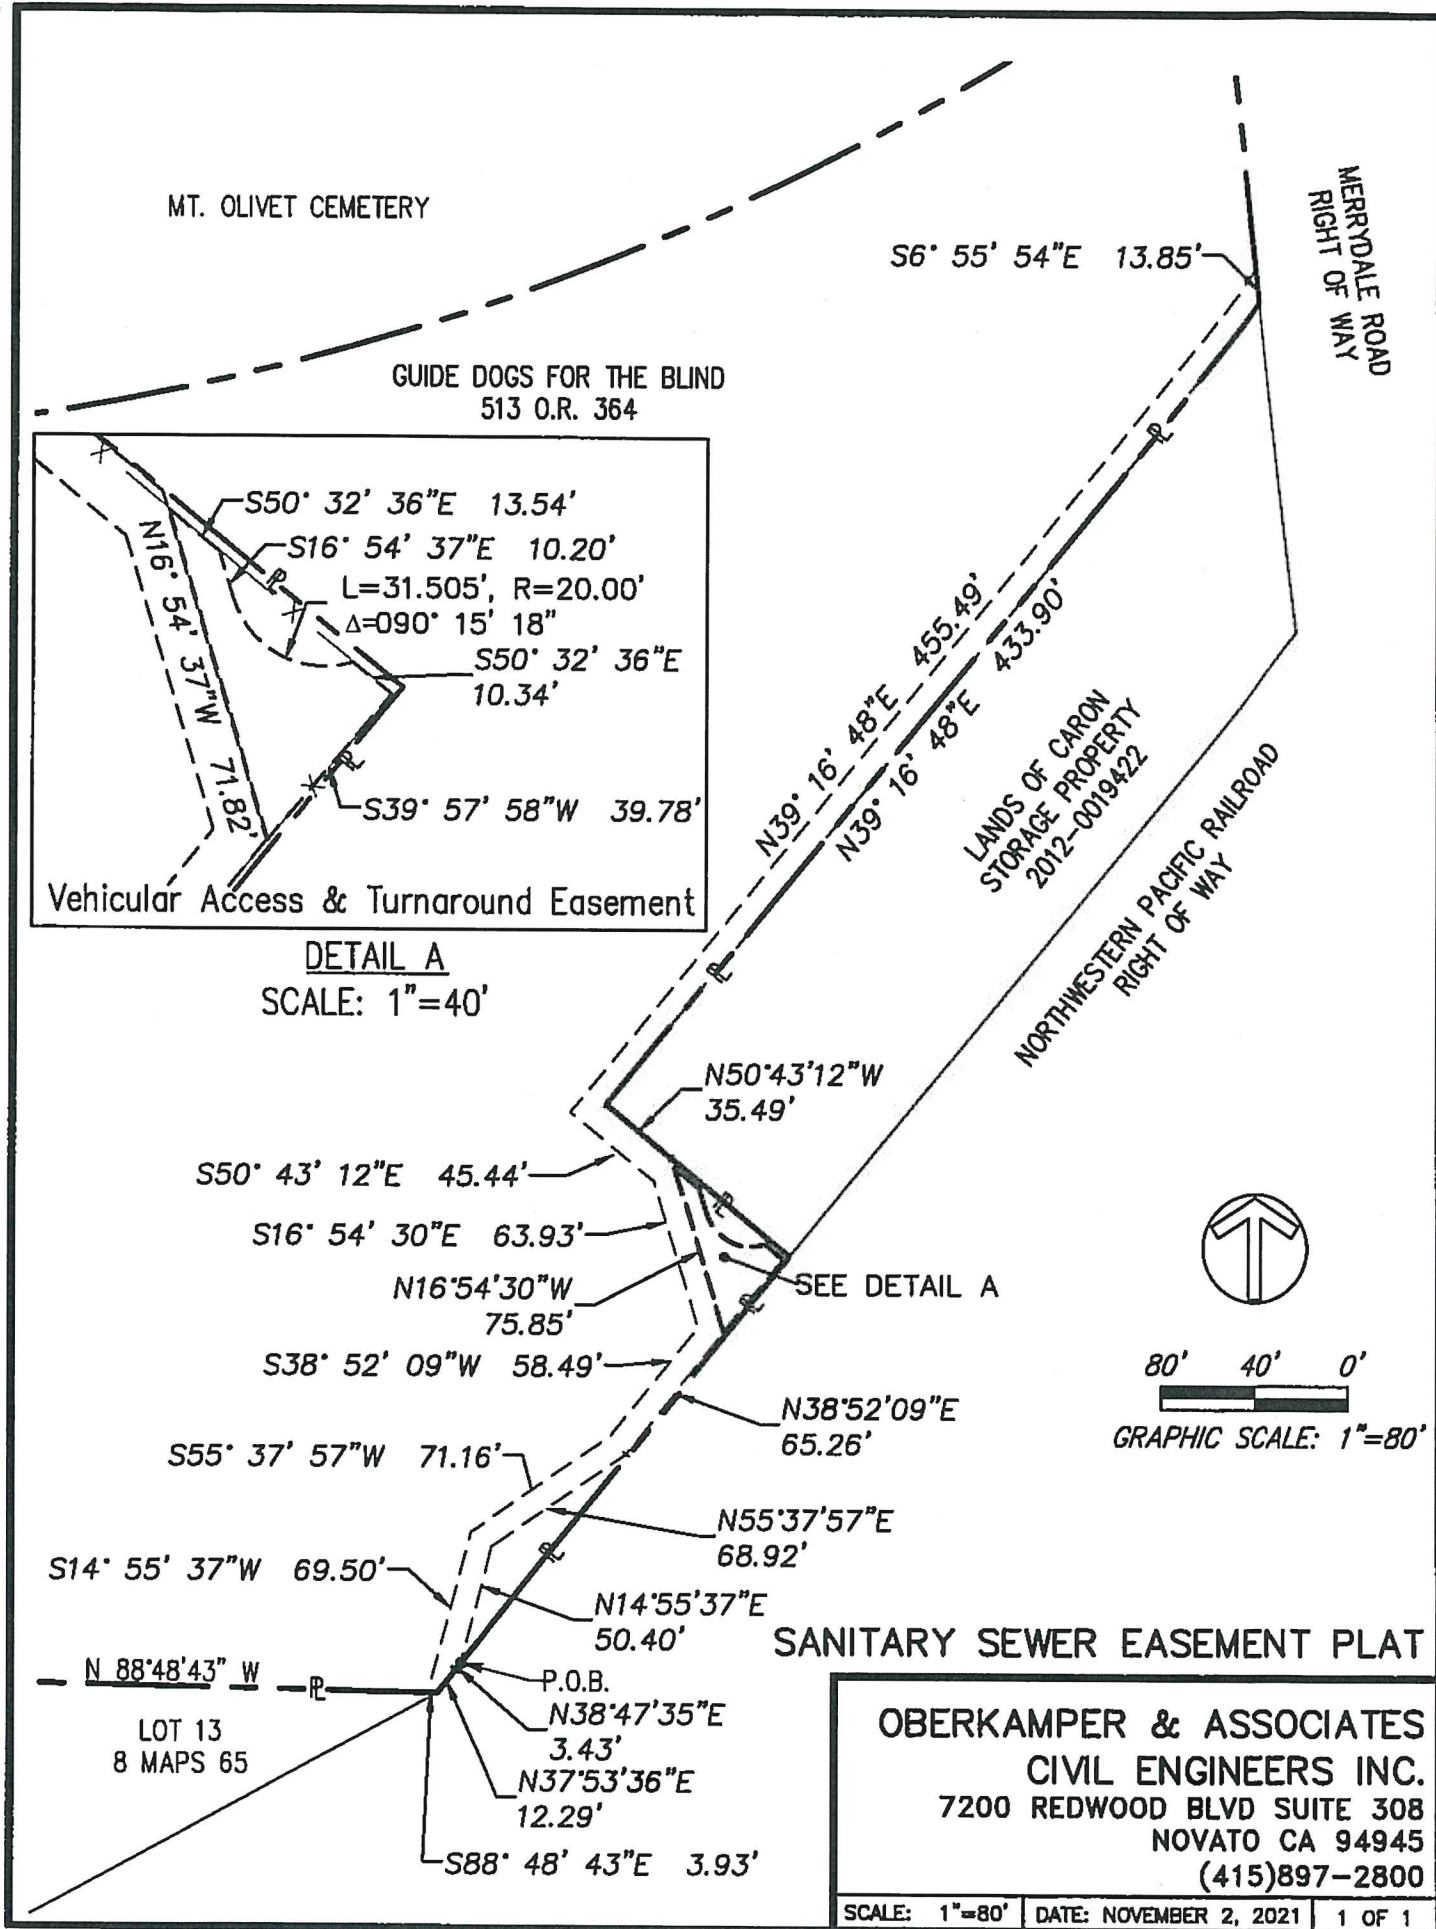 MT. OLIVET CEMETERY
MERRYDALE ROAD
RIGHT OF WAY
S6° 55' 54"E 13.85'
GUIDE DOGS FOR THE BLIND
513 O.R. 364
S50° 32' 36"E 13.54'
S16° 54' 37"E 10.20'
L=31.505', R=20.00'
Δ=090° 15' 18"
S50° 32' 36"E
10.34'
N16° 54' 37"W 71.82'
PL
S39° 57' 58"W 39.78'
PL
Vehicular Access & Turnaround Easement
DETAIL A
SCALE: 1"=40'
PL
N39° 16' 48"E 455.49'
N39° 16' 48"E 433.90'
PL
LANDS OF CARON
STORAGE PROPERTY
2012-0019422
NORTHWESTERN PACIFIC RAILROAD
RIGHT OF WAY
N50°43'12"W
35.49'
S50° 43' 12"E 45.44'
PL
S16° 54' 30"E 63.93'
N16°54'30"W
75.85'
SEE DETAIL A
PL
S38° 52' 09"W 58.49'
80' 40' 0'
GRAPHIC SCALE: 1"=80'
N38°52'09"E
65.26'
S55° 37' 57"W 71.16'
N55°37'57"E
68.92'
PL
S14° 55' 37"W 69.50'
N14°55'37"E
50.40'
N 88°48'43" W
PL
P.O.B.
N38°47'35"E
3.43'
LOT 13
8 MAPS 65
N37°53'36"E
12.29'
S88° 48' 43"E 3.93'
SANITARY SEWER EASEMENT PLAT
OBERKAMPER & ASSOCIATES
CIVIL ENGINEERS INC.
7200 REDWOOD BLVD SUITE 308
NOVATO CA 94945
(415)897-2800
SCALE: 1"=80' DATE: NOVEMBER 2, 2021 1 OF 1